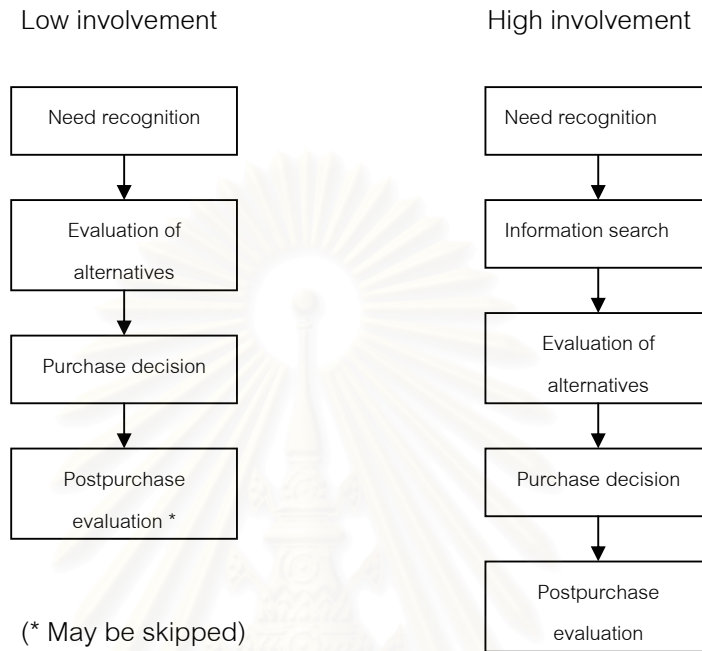 Low involvement
Need recognition
Evaluation of
alternatives
Purchase decision
Postpurchase
evaluation *
(* May be skipped)
High involvement
Need recognition
Information search
Evaluation of
alternatives
Purchase decision
Postpurchase
evaluation